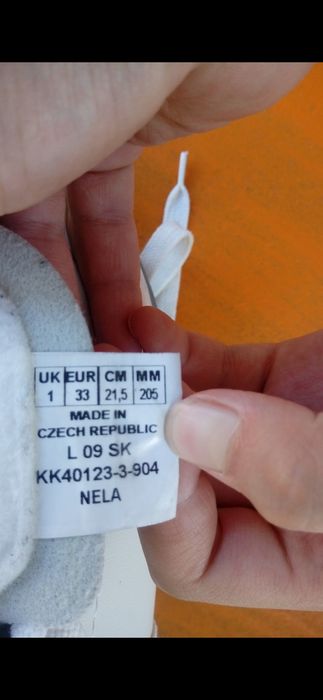 UK EUR CM MM
1 33 21,5 205
MADE IN
CZECH REPUBLIC
L 09 SK
KK40123-3-904
NELA